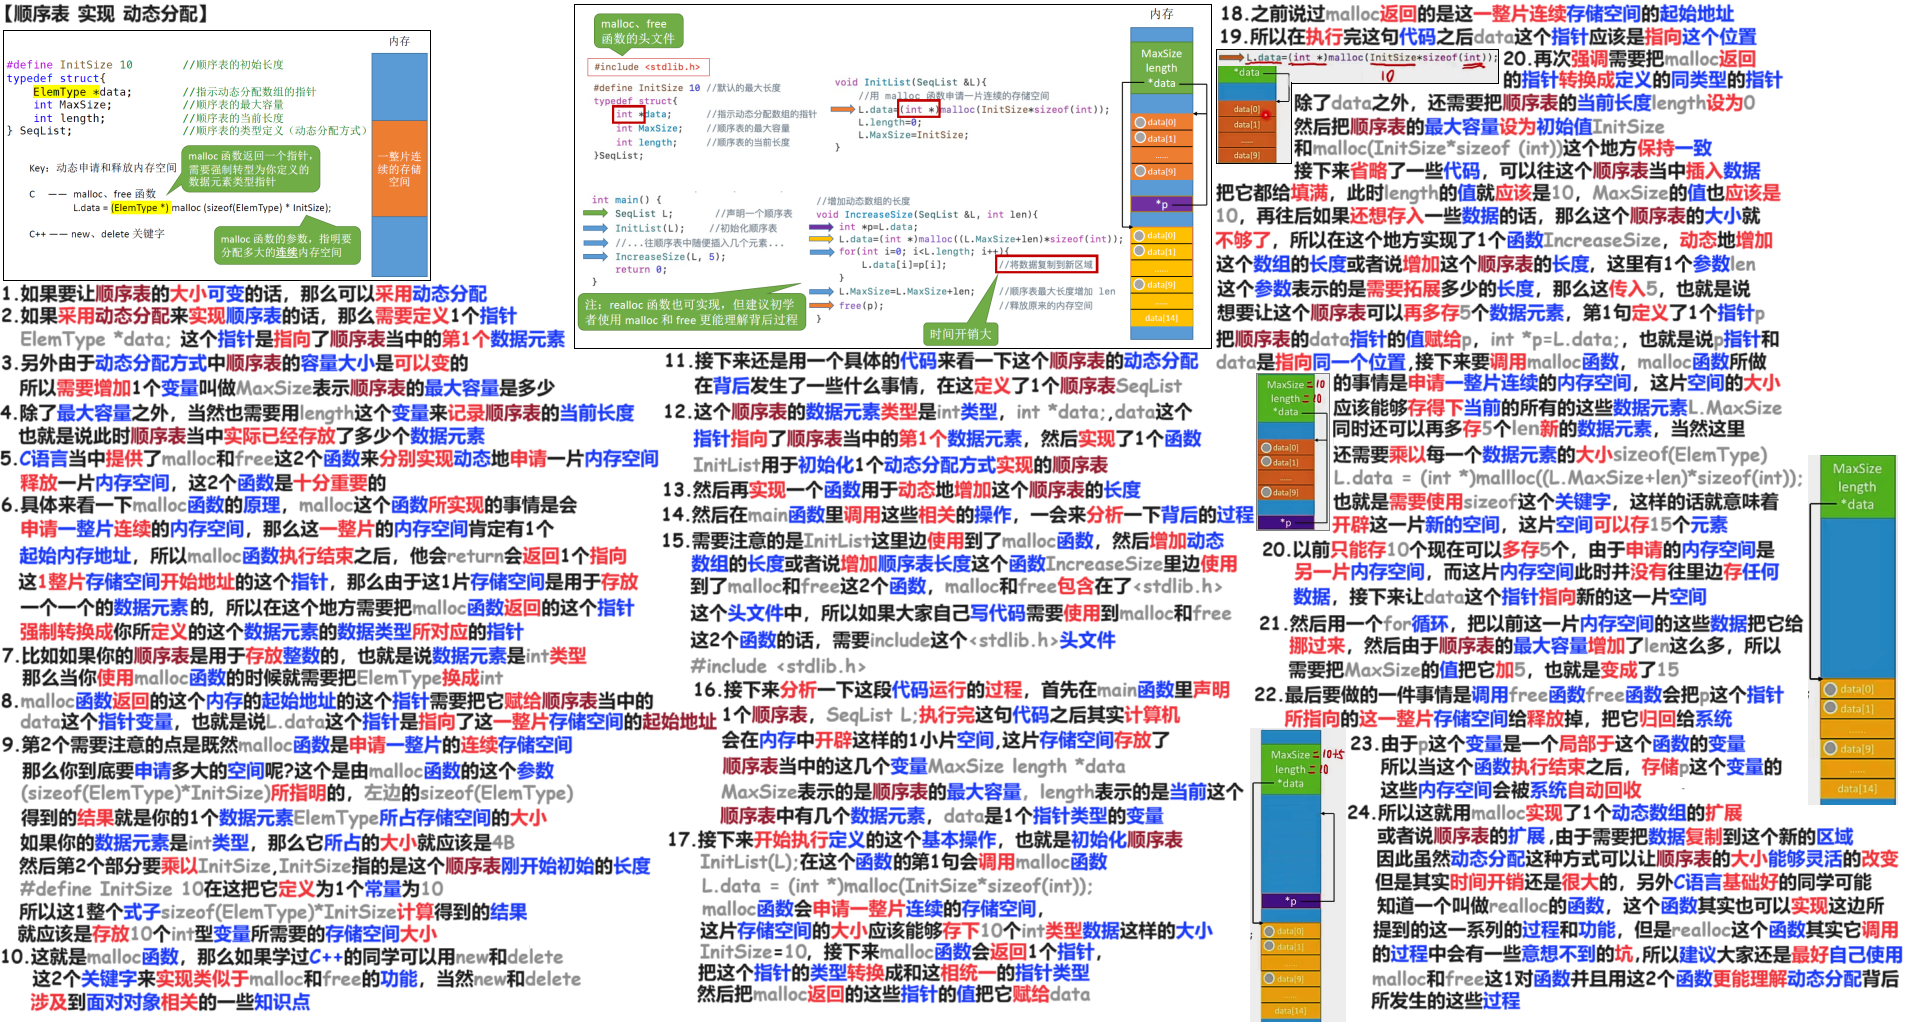 【顺序表 实现 动态分配】
内存
#define InitSize 10 //顺序表的初始长度
typedef struct{
ElemType *data; //指示动态分配数组的指针
int MaxSize; //顺序表的最大容量
int length; //顺序表的当前长度
} SeqList; //顺序表的类型定义（动态分配方式）
一整片连续的存储空间
Key：动态申请和释放内存空间
malloc 函数返回一个指针，
需要强制转型为你定义的
数据元素类型指针
C —— malloc、free 函数
L.data = (ElemType *) malloc (sizeof(ElemType) * InitSize);
C++ —— new、delete 关键字
malloc 函数的参数，指明要
分配多大的连续内存空间
1.如果要让顺序表的大小可变的话，那么可以采用动态分配
2.如果采用动态分配来实现顺序表的话，那么需要定义1个指针
ElemType *data; 这个指针是指向了顺序表当中的第1个数据元素
3.另外由于动态分配方式中顺序表的容量大小是可以变的
所以需要增加1个变量叫做MaxSize表示顺序表的最大容量是多少
4.除了最大容量之外，当然也需要用length这个变量来记录顺序表的当前长度
也就是说此时顺序表当中实际已经存放了多少个数据元素
5.C语言当中提供了malloc和free这2个函数来分别实现动态地申请一片内存空间
释放一片内存空间，这2个函数是十分重要的
6.具体来看一下malloc函数的原理，malloc这个函数所实现的事情是会
申请一整片连续的内存空间，那么这一整片的内存空间肯定有1个
起始内存地址，所以malloc函数执行结束之后，他会return会返回1个指向
这1整片存储空间开始地址的这个指针，那么由于这1片存储空间是用于存放
一个一个的数据元素的，所以在这个地方需要把malloc函数返回的这个指针
强制转换成你所定义的这个数据元素的数据类型所对应的指针
7.比如如果你的顺序表是用于存放整数的，也就是说数据元素是int类型
那么当你使用malloc函数的时候就需要把ElemType换成int
8.malloc函数返回的这个内存的起始地址的这个指针需要把它赋给顺序表当中的
data这个指针变量，也就是说L.data这个指针是指向了这一整片存储空间的起始地址
9.第2个需要注意的点是既然malloc函数是申请一整片的连续存储空间
那么你到底要申请多大的空间呢?这个是由malloc函数的这个参数
(sizeof(ElemType)*InitSize)所指明的，左边的sizeof(ElemType)
得到的结果就是你的1个数据元素ElemType所占存储空间的大小
如果你的数据元素是int类型，那么它所占的大小就应该是4B
然后第2个部分要乘以InitSize,InitSize指的是这个顺序表刚开始初始的长度
#define InitSize 10在这把它定义为1个常量为10
所以这1整个式子sizeof(ElemType)*InitSize计算得到的结果
就应该是存放10个int型变量所需要的存储空间大小
10.这就是malloc函数，那么如果学过C++的同学可以用new和delete
这2个关键字来实现类似于malloc和free的功能，当然new和delete
涉及到面对对象相关的一些知识点
malloc、free
函数的头文件
#include <stdlib.h>
#define InitSize 10 //默认的最大长度
typedef struct{
int *data; //指示动态分配数组的指针
int MaxSize; //顺序表的最大容量
int length; //顺序表的当前长度
}SeqList;
void InitList(SeqList &L){
//用 malloc 函数申请一片连续的存储空间
L.data=(int *)malloc(InitSize*sizeof(int));
L.length=0;
L.MaxSize=InitSize;
}
int main() {
SeqList L; //声明一个顺序表
InitList(L); //初始化顺序表
//...往顺序表中随便插入几个元素...
IncreaseSize(L, 5);
return 0;
}
//增加动态数组的长度
void IncreaseSize(SeqList &L, int len){
int *p=L.data;
L.data=(int *)malloc((L.MaxSize+len)*sizeof(int));
for(int i=0; i<L.length; i++){
L.data[i]=p[i]; //将数据复制到新区域
}
L.MaxSize=L.MaxSize+len; //顺序表最大长度增加 len
free(p); //释放原来的内存空间
}
注：realloc 函数也可实现，但建议初学
者使用 malloc 和 free 更能理解背后过程
时间开销大
内存
MaxSize
length
*data
data[0]
data[1]
......
data[9]
*p
data[0]
data[1]
......
data[9]
......
data[14]
11.接下来还是用一个具体的代码来看一下这个顺序表的动态分配
在背后发生了一些什么事情，在这定义了1个顺序表SeqList
12.这个顺序表的数据元素类型是int类型，int *data;,data这个
指针指向了顺序表当中的第1个数据元素，然后实现了1个函数
InitList用于初始化1个动态分配方式实现的顺序表
13.然后再实现一个函数用于动态地增加这个顺序表的长度
14.然后在main函数里调用这些相关的操作，一会来分析一下背后的过程
15.需要注意的是InitList这里边使用到了malloc函数，然后增加动态
数组的长度或者说增加顺序表长度这个函数IncreaseSize里边使用
到了malloc和free这2个函数，malloc和free包含在了<stdlib.h>
这个头文件中，所以如果大家自己写代码需要使用到malloc和free
这2个函数的话，需要include这个<stdlib.h>头文件
#include <stdlib.h>
16.接下来分析一下这段代码运行的过程，首先在main函数里声明
1个顺序表，SeqList L;执行完这句代码之后其实计算机
会在内存中开辟这样的1小片空间,这片存储空间存放了
顺序表当中的这几个变量MaxSize length *data
MaxSize表示的是顺序表的最大容量，length表示的是当前这个
顺序表中有几个数据元素，data是1个指针类型的变量
17.接下来开始执行定义的这个基本操作，也就是初始化顺序表
InitList(L);在这个函数的第1句会调用malloc函数
L.data = (int *)malloc(InitSize*sizeof(int));
malloc函数会申请一整片连续的存储空间，
这片存储空间的大小应该能够存下10个int类型数据这样的大小
InitSize=10，接下来malloc函数会返回1个指针，
把这个指针的类型转换成和这相统一的指针类型
然后把malloc返回的这些指针的值把它赋给data
18.之前说过malloc返回的是这一整片连续存储空间的起始地址
19.所以在执行完这句代码之后data这个指针应该是指向这个位置
L.data=(int *)malloc(InitSize*sizeof(int));
10
*data
data[0]
data[1]
......
data[9]
20.再次强调需要把malloc返回
的指针转换成定义的同类型的指针
除了data之外，还需要把顺序表的当前长度length设为0
然后把顺序表的最大容量设为初始值InitSize
和malloc(InitSize*sizeof (int))这个地方保持一致
接下来省略了一些代码，可以往这个顺序表当中插入数据
把它都给填满，此时length的值就应该是10，MaxSize的值也应该是
10，再往后如果还想存入一些数据的话，那么这个顺序表的大小就
不够了，所以在这个地方实现了1个函数IncreaseSize，动态地增加
这个数组的长度或者说增加这个顺序表的长度，这里有1个参数len
这个参数表示的是需要拓展多少的长度，那么这传入5，也就是说
想要让这个顺序表可以再多存5个数据元素，第1句定义了1个指针p
把顺序表的data指针的值赋给p，int *p=L.data;，也就是说p指针和
data是指向同一个位置,接下来要调用malloc函数，malloc函数所做
的事情是申请一整片连续的内存空间，这片空间的大小
应该能够存得下当前的所有的这些数据元素L.MaxSize
同时还可以再多存5个len新的数据元素，当然这里
还需要乘以每一个数据元素的大小sizeof(ElemType)
L.data = (int *)mallloc((L.MaxSize+len)*sizeof(int));
也就是需要使用sizeof这个关键字，这样的话就意味着
开辟这一片新的空间，这片空间可以存15个元素
MaxSize=10
length=10
*data
data[0]
data[1]
......
data[9]
*p
20.以前只能存10个现在可以多存5个，由于申请的内存空间是
另一片内存空间，而这片内存空间此时并没有往里边存任何
数据，接下来让data这个指针指向新的这一片空间
21.然后用一个for循环，把以前这一片内存空间的这些数据把它给
挪过来，然后由于顺序表的最大容量增加了len这么多，所以
需要把MaxSize的值把它加5，也就是变成了15
22.最后要做的一件事情是调用free函数free函数会把p这个指针
所指向的这一整片存储空间给释放掉，把它归回给系统
23.由于p这个变量是一个局部于这个函数的变量
所以当这个函数执行结束之后，存储p这个变量的
这些内存空间会被系统自动回收
24.所以这就用malloc实现了1个动态数组的扩展
或者说顺序表的扩展,由于需要把数据复制到这个新的区域
因此虽然动态分配这种方式可以让顺序表的大小能够灵活的改变
但是其实时间开销还是很大的，另外C语言基础好的同学可能
知道一个叫做realloc的函数，这个函数其实也可以实现这边所
提到的这一系列的过程和功能，但是realloc这个函数其实它调用
的过程中会有一些意想不到的坑,所以建议大家还是最好自己使用
malloc和free这1对函数并且用这2个函数更能理解动态分配背后
所发生的这些过程
MaxSize=10+5
length=10
*data
*p
data[0]
data[1]
......
data[9]
......
data[14]
MaxSize
length
*data
data[0]
data[1]
......
data[9]
......
data[14]